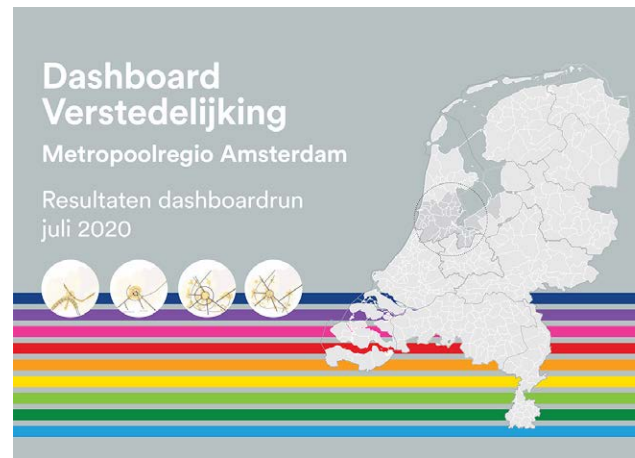 Dashboard
Verstedelijking
Metropoolregio Amsterdam
Resultaten dashboardrun
juli 2020